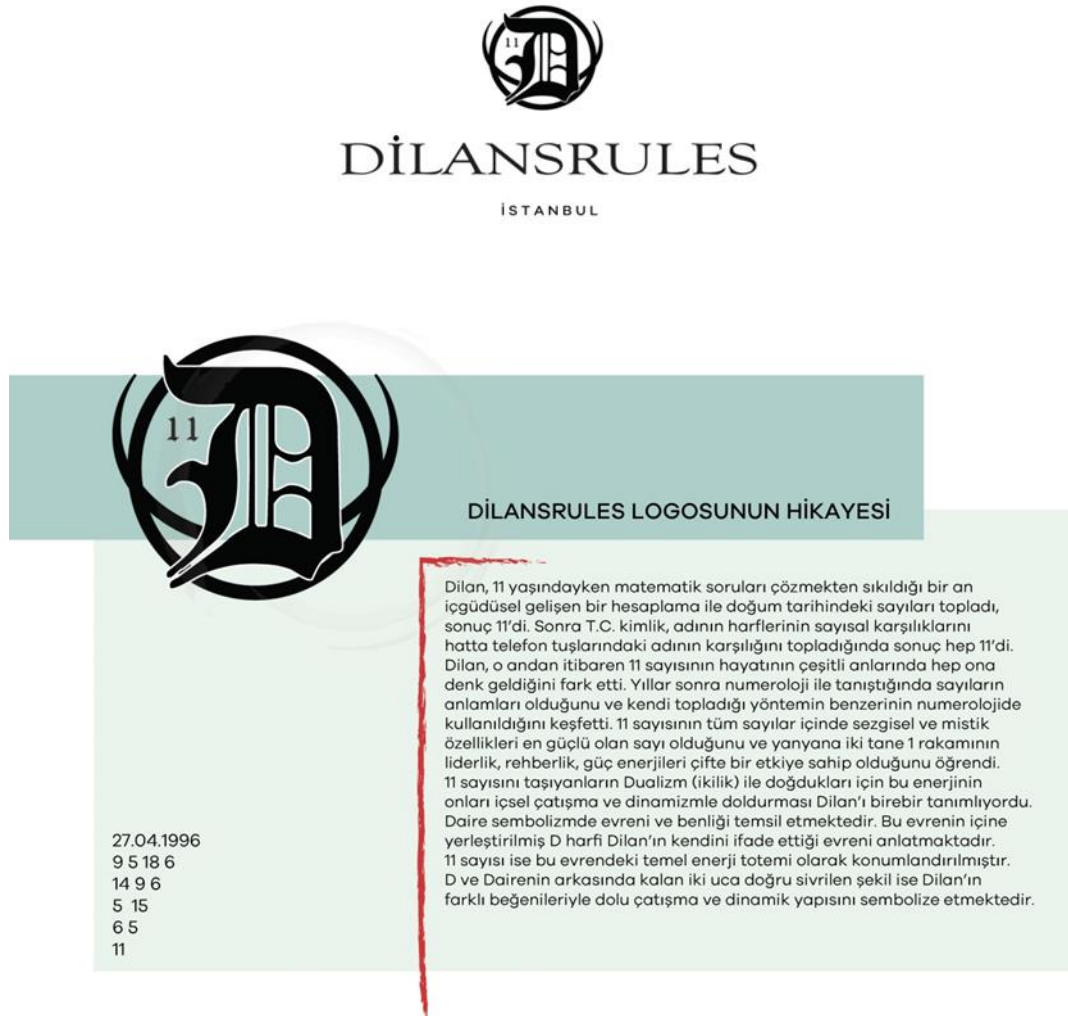 11
D
DİLANSRULES
İSTANBUL
11
D
DİLANSRULES LOGOSUNUN HİKAYESİ
Dilan, 11 yaşındayken matematik soruları çözmekten sıkıldığı bir an
içgüdüsel gelişen bir hesaplama ile doğum tarihindeki sayıları topladı,
sonuç 11'di. Sonra T.C. kimlik, adının harflerinin sayısal karşılıklarını
hatta telefon tuşlarındaki adının karşılığını topladığında sonuç hep 11'di.
Dilan, o andan itibaren 11 sayısının hayatının çeşitli anlarında hep ona
denk geldiğini fark etti. Yıllar sonra numeroloji ile tanıştığında sayıların
anlamları olduğunu ve kendi topladığı yöntemin benzerinin numerolojide
kullanıldığını keşfetti. 11 sayısının tüm sayılar içinde sezgisel ve mistik
özellikleri en güçlü olan sayı olduğunu ve yanyana iki tane 1 rakamının
liderlik, rehberlik, güç enerjileri çifte bir etkiye sahip olduğunu öğrendi.
11 sayısını taşıyanların Dualizm (ikilik) ile doğdukları için bu enerjinin
onları içsel çatışma ve dinamizmle doldurması Dilan'ı birebir tanımlıyordu.
Daire sembolizmde evreni ve benliği temsil etmektedir. Bu evrenin içine
yerleştirilmiş D harfi Dilan'ın kendini ifade ettiği evreni anlatmaktadır.
11 sayısı ise bu evrendeki temel enerji totemi olarak konumlandırılmıştır.
D ve Dairenin arkasında kalan iki uca doğru sivrilen şekil ise Dilan'ın
farklı beğenileriyle dolu çatışma ve dinamik yapısını sembolize etmektedir.
27.04.1996
9 5 18 6
14 9 6
5 15
6 5
11